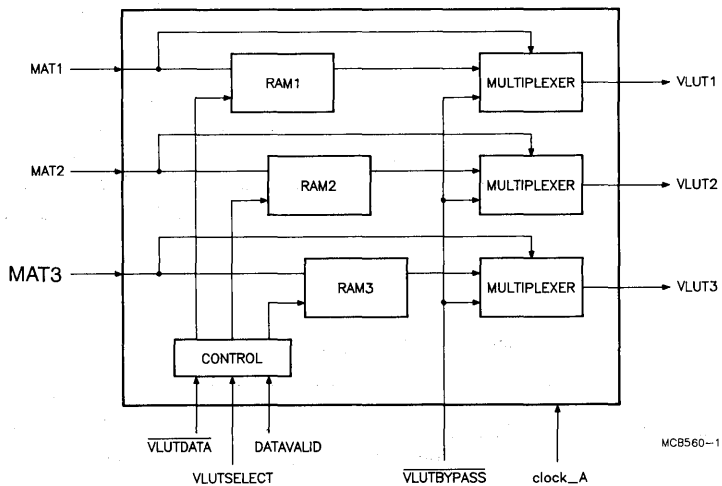 MAT1
RAM1
MULTIPLEXER
VLUT1
MAT2
RAM2
MULTIPLEXER
VLUT2
MAT3
RAM3
MULTIPLEXER
VLUT3
CONTROL
VLUTDATA
DATAVALID
VLUTSELECT
VLUTBYPASS
clock_A
MCB560-1